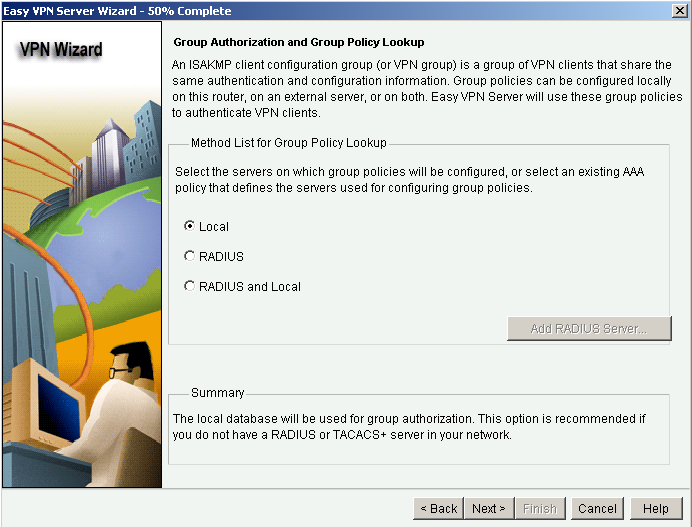 Easy VPN Server Wizard - 50% Complete
VPN Wizard
Group Authorization and Group Policy Lookup
An ISAKMP client configuration group (or VPN group) is a group of VPN clients that share the
same authentication and configuration information. Group policies can be configured locally
on this router, on an external server, or on both. Easy VPN Server will use these group policies
to authenticate VPN clients.
Method List for Group Policy Lookup
Select the servers on which group policies will be configured, or select an existing AAA
policy that defines the servers used for configuring group policies.
Local
RADIUS
RADIUS and Local
Add RADIUS Server...
Summary
The local database will be used for group authorization. This option is recommended if
you do not have a RADIUS or TACACS+ server in your network.
< Back Next > Finish Cancel Help